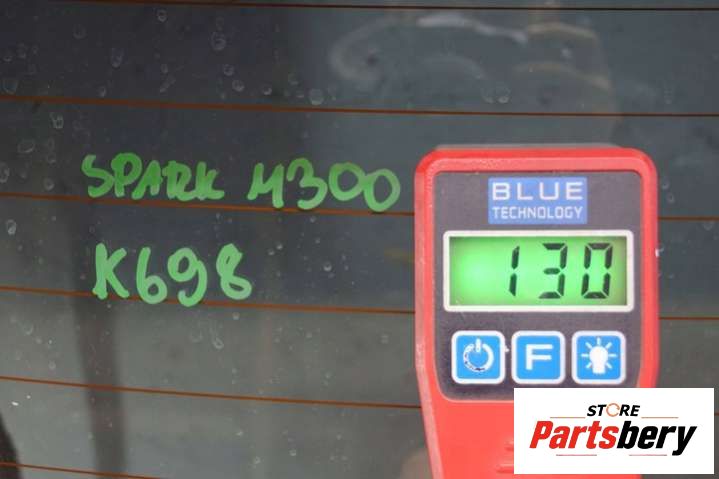 SPARK M300
K698
BLUE
TECHNOLOGY
130
F
STORE
Partsbery